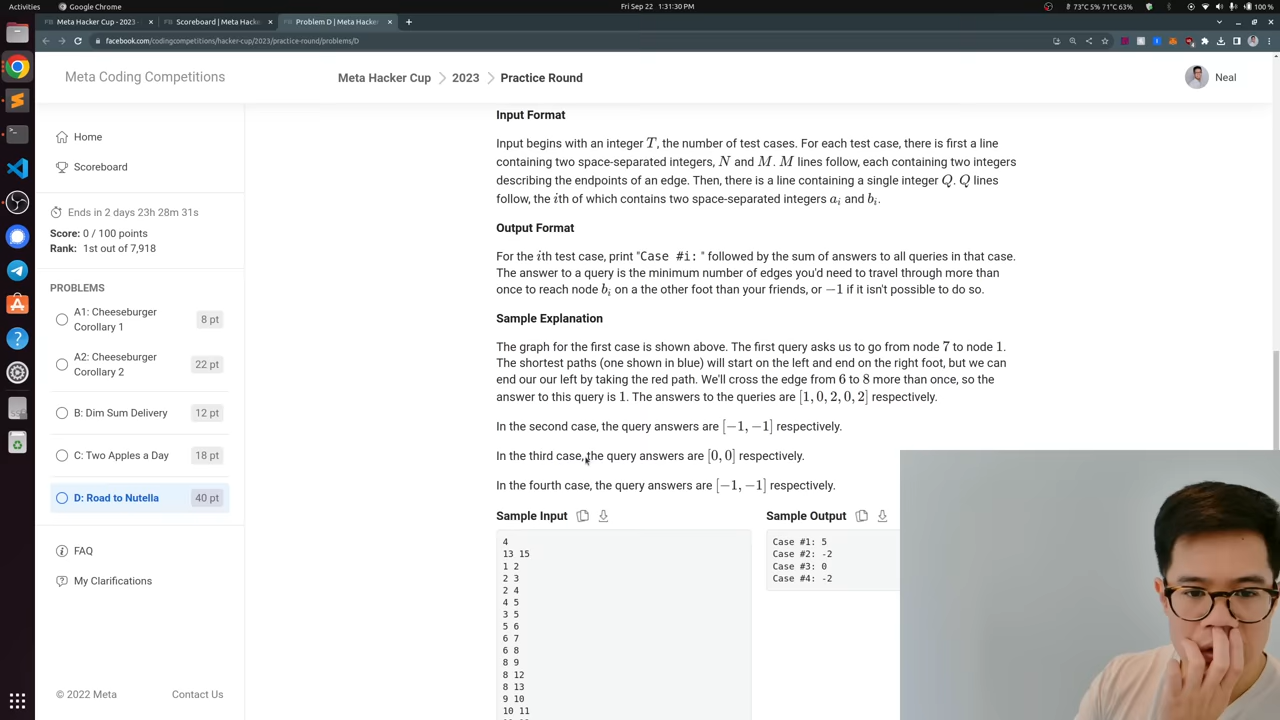 Activities
Google Chrome
Fri Sep 22 1:31:30 PM
73°C 5% 71°C 63%
100 %
Meta Hacker Cup - 2023 -
Scoreboard | Meta Hacke
Problem D | Meta Hacker
facebook.com/codingcompetitions/hacker-cup/2023/practice-round/problems/D
Meta Coding Competitions
Meta Hacker Cup
2023
Practice Round
Neal
Home
Scoreboard
Ends in 2 days 23h 28m 31s
Score: 0 / 100 points
Rank: 1st out of 7,918
PROBLEMS
A1: Cheeseburger
Corollary 1
8 pt
A2: Cheeseburger
Corollary 2
22 pt
B: Dim Sum Delivery
12 pt
C: Two Apples a Day
18 pt
D: Road to Nutella
40 pt
FAQ
My Clarifications
© 2022 Meta
Contact Us
Input Format
Input begins with an integer T, the number of test cases. For each test case, there is first a line
containing two space-separated integers, N and M. M lines follow, each containing two integers
describing the endpoints of an edge. Then, there is a line containing a single integer Q. Q lines
follow, the ith of which contains two space-separated integers a_i and b_i.
Output Format
For the ith test case, print "Case #i: " followed by the sum of answers to all queries in that case.
The answer to a query is the minimum number of edges you'd need to travel through more than
once to reach node b_i on a the other foot than your friends, or −1 if it isn't possible to do so.
Sample Explanation
The graph for the first case is shown above. The first query asks us to go from node 7 to node 1.
The shortest paths (one shown in blue) will start on the left and end on the right foot, but we can
end our our left by taking the red path. We'll cross the edge from 6 to 8 more than once, so the
answer to this query is 1. The answers to the queries are [1, 0, 2, 0, 2] respectively.
In the second case, the query answers are [−1, −1] respectively.
In the third case, the query answers are [0, 0] respectively.
In the fourth case, the query answers are [−1, −1] respectively.
Sample Input
4
13 15
1 2
2 3
2 4
4 5
3 5
5 6
6 7
6 8
8 9
8 12
8 13
9 10
10 11
Sample Output
Case #1: 5
Case #2: -2
Case #3: 0
Case #4: -2